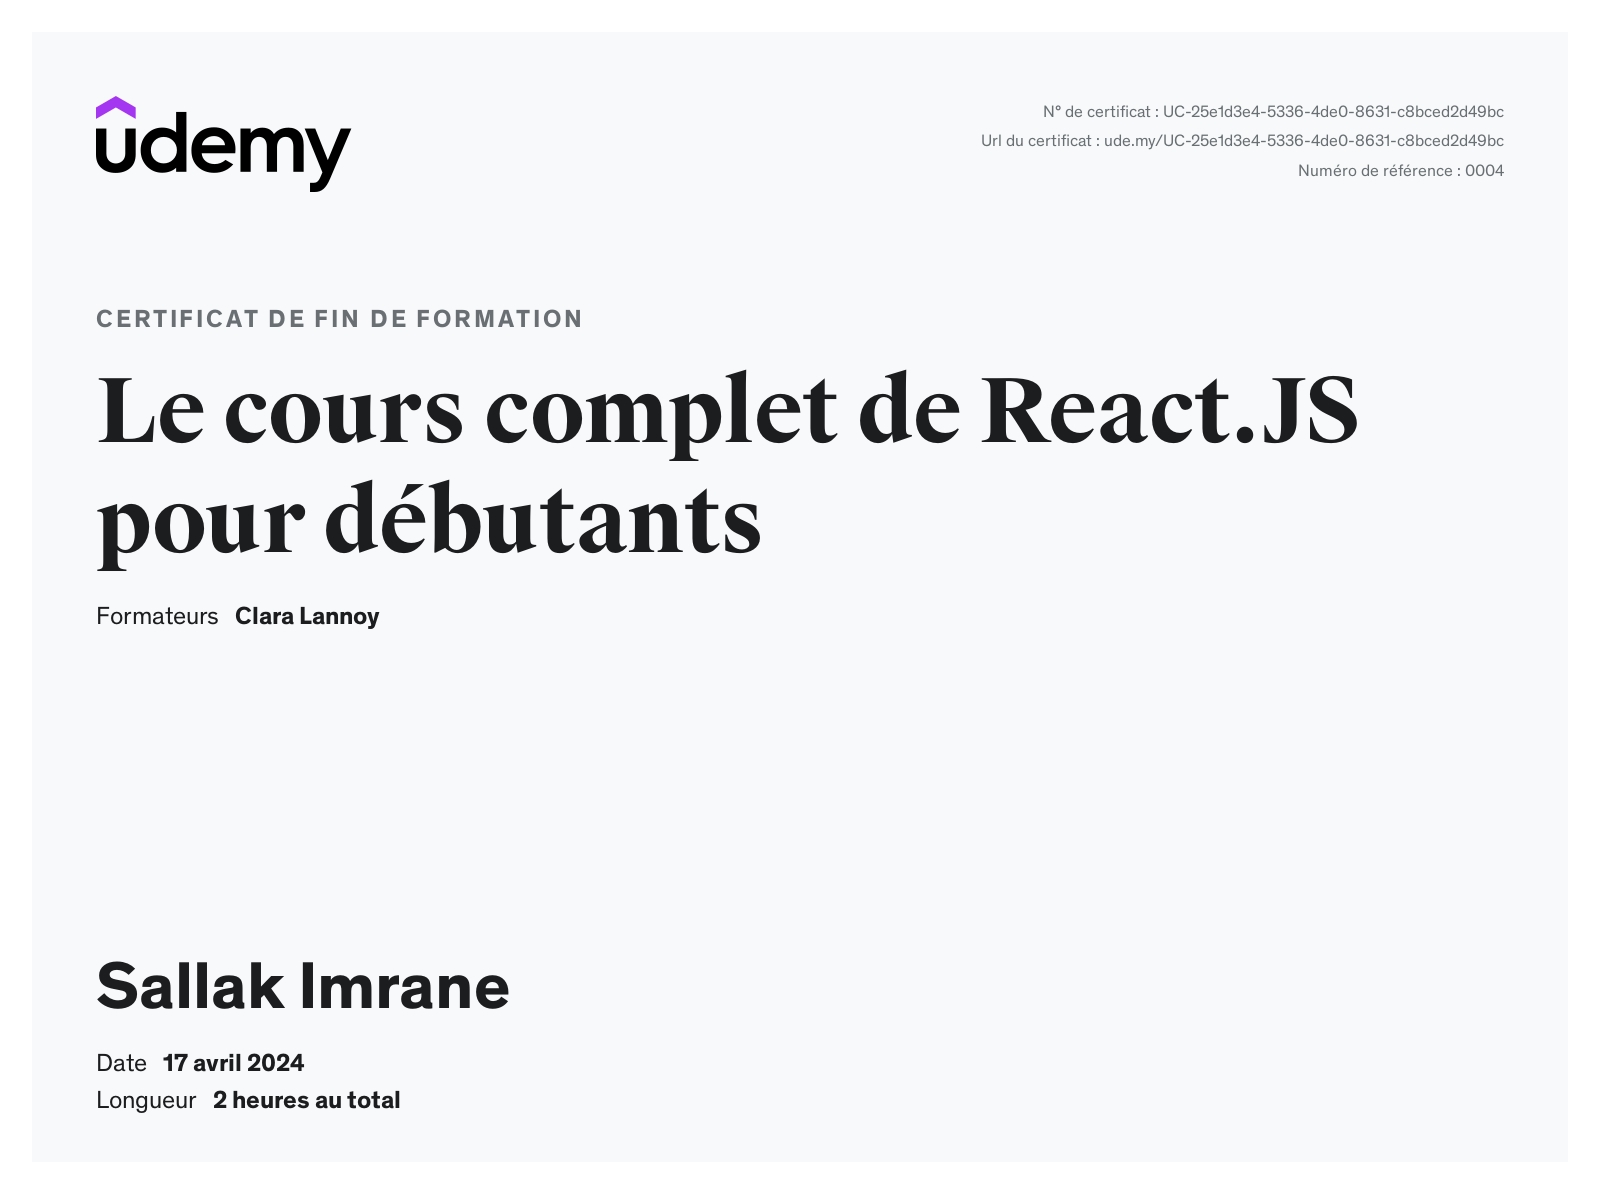 udemy
N° de certificat : UC-25e1d3e4-5336-4de0-8631-c8bced2d49bc
Url du certificat : ude.my/UC-25e1d3e4-5336-4de0-8631-c8bced2d49bc
Numéro de référence : 0004
CERTIFICAT DE FIN DE FORMATION
Le cours complet de React.JS
pour débutants
Formateurs Clara Lannoy
Sallak Imrane
Date 17 avril 2024
Longueur 2 heures au total